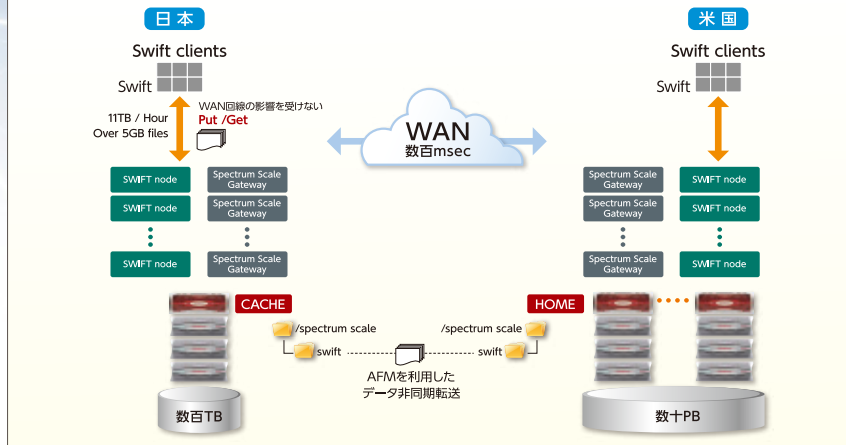 日本
米国
Swift clients
Swift
11TB / Hour
Over 5GB files
WAN回線の影響を受けない
Put /Get
WAN
数百msec
Swift clients
Swift
SWIFT node
SWIFT node
SWIFT node
Spectrum Scale
Gateway
Spectrum Scale
Gateway
Spectrum Scale
Gateway
Spectrum Scale
Gateway
Spectrum Scale
Gateway
Spectrum Scale
Gateway
SWIFT node
SWIFT node
SWIFT node
CACHE
/spectrum scale
swift
HOME
/spectrum scale
swift
AFMを利用した
データ非同期転送
数百TB
数十PB